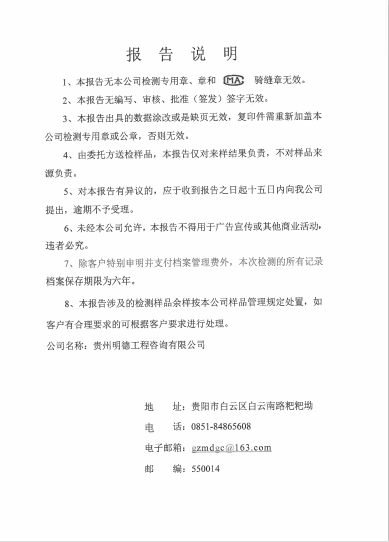 报 告 说 明
1、本报告无本公司检测专用章、章和 CMA 骑缝章无效。
2、本报告无编写、审核、批准（签发）签字无效。
3、本报告出具的数据涂改或是缺页无效，复印件需重新加盖本
公司检测专用章或公章，否则无效。
4、由委托方送检样品，本报告仅对来样结果负责，不对样品来
源负责。
5、对本报告有异议的，应于收到报告之日起十五日内向我公司
提出，逾期不予受理。
6、未经本公司允许，本报告不得用于广告宣传或其他商业活动，
违者必究。
7、除客户特别申明并支付档案管理费外，本次检测的所有记录
档案保存期限为六年。
8、本报告涉及的检测样品余样按本公司样品管理规定处置，如
客户有合理要求的可根据客户要求进行处理。
公司名称：贵州明德工程咨询有限公司
地 址：贵阳市白云区白云南路粑粑坳
电 话：0851-84865608
电子邮箱：gzmdgc@163.com
邮 编：550014